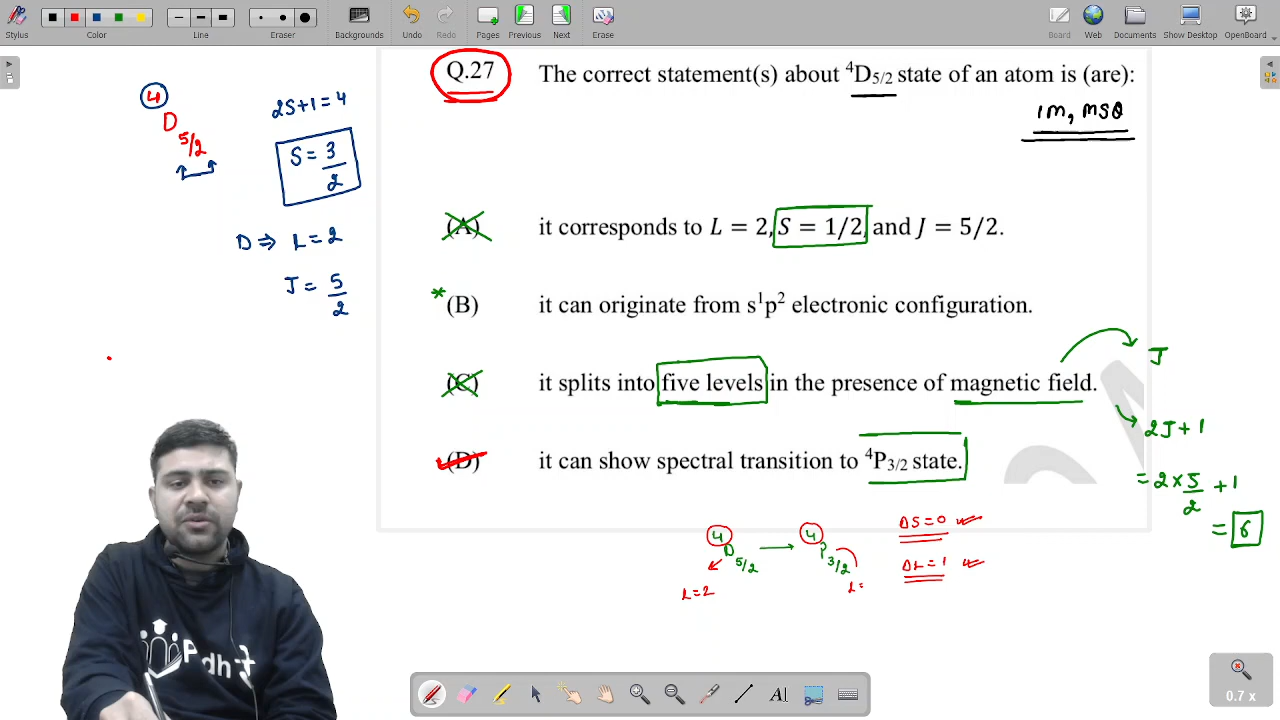 Stylus
Color
Line
Eraser
Backgrounds
Undo
Redo
Pages
Previous
Next
Erase
Board
Web
Documents
Show Desktop
OpenBoard
Q.27 The correct statement(s) about ⁴D₅/₂ state of an atom is (are):
1M, MSQ
4
D
5/2
2S+1=4
S = 3/2
D ⇒ L=2
J = 5/2
(A) it corresponds to L = 2, S = 1/2, and J = 5/2.
*
(B) it can originate from s¹p² electronic configuration.
(C) it splits into five levels in the presence of magnetic field.
J
2J+1
= 2×5/2 +1
= 6
(D) it can show spectral transition to ⁴P₃/₂ state.
⁴D₅/₂ → ⁴P₃/₂
L=2
L=
ΔS=0
ΔL=1
Pdh
0.7 x
AI